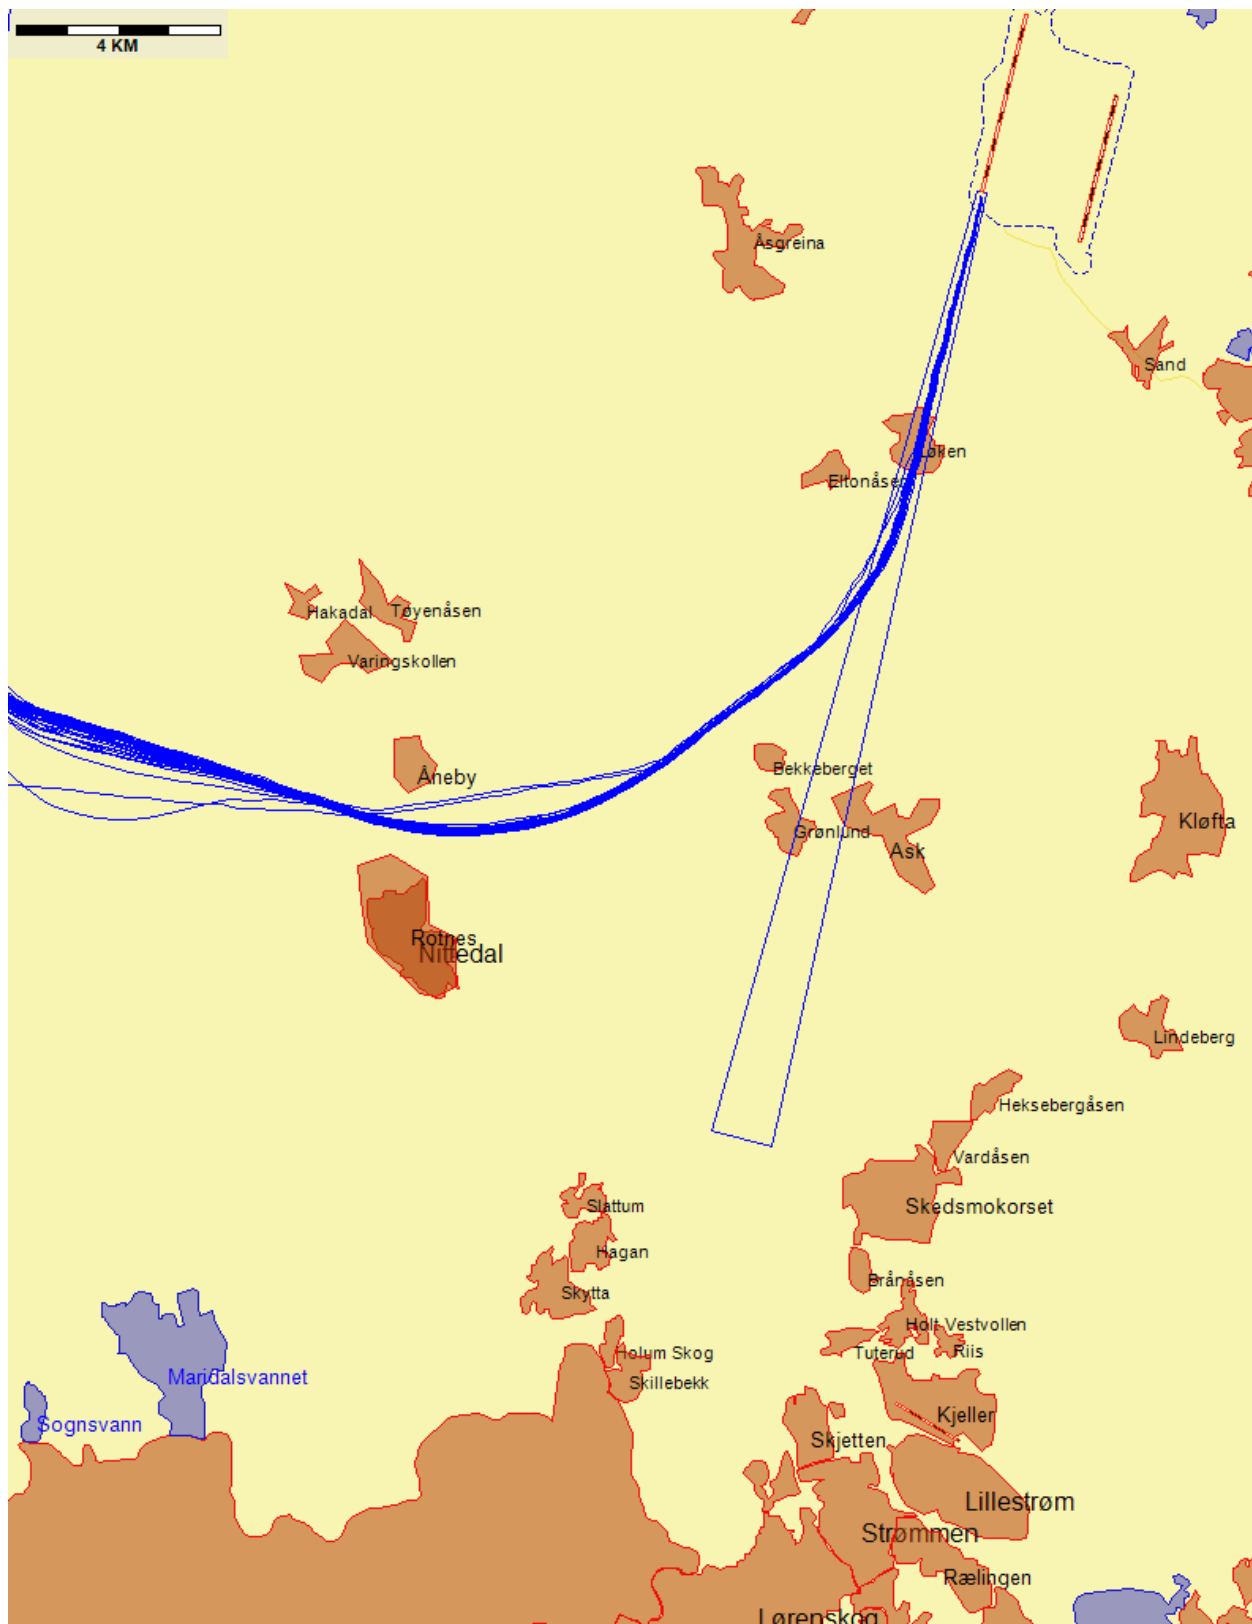 4 KM
Åsgreina
Sand
Løken
Eltonåsen
Hakadal
Tøyenåsen
Varingskollen
Åneby
Bekkeberget
Grønlund
Ask
Kløfta
Rotnes
Nittedal
Lindeberg
Heksebergåsen
Vardåsen
Slattum
Skedsmokorset
Hagan
Brånåsen
Skytta
Holt Vestvollen
Holum Skog
Tuterud
Riis
Maridalsvannet
Skillebekk
Sognsvann
Kjeller
Skjetten
Lillestrøm
Strømmen
Rælingen
Lørenskog